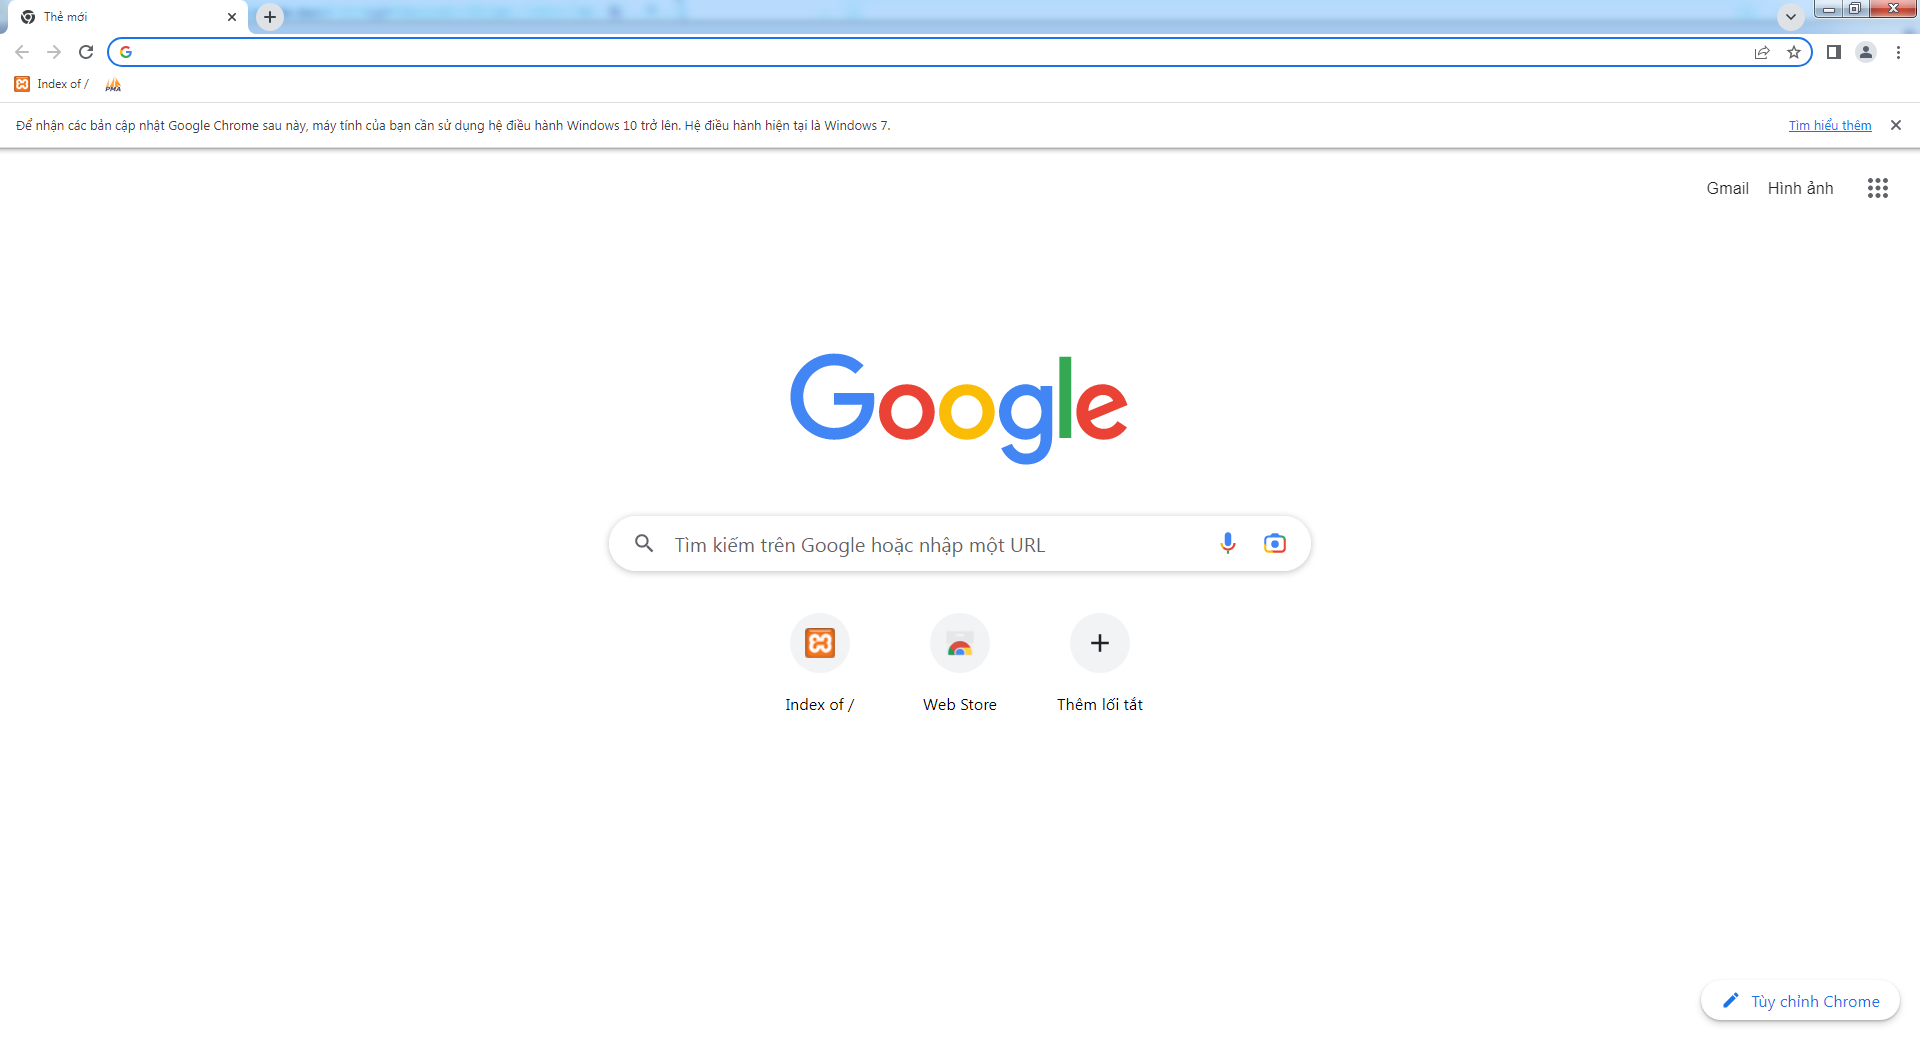 Thẻ mới
Index of /
PMA
Để nhận các bản cập nhật Google Chrome sau này, máy tính của bạn cần sử dụng hệ điều hành Windows 10 trở lên. Hệ điều hành hiện tại là Windows 7.
Tìm hiểu thêm
Gmail
Hình ảnh
Google
Tìm kiếm trên Google hoặc nhập một URL
Index of /
Web Store
Thêm lối tắt
Tùy chỉnh Chrome